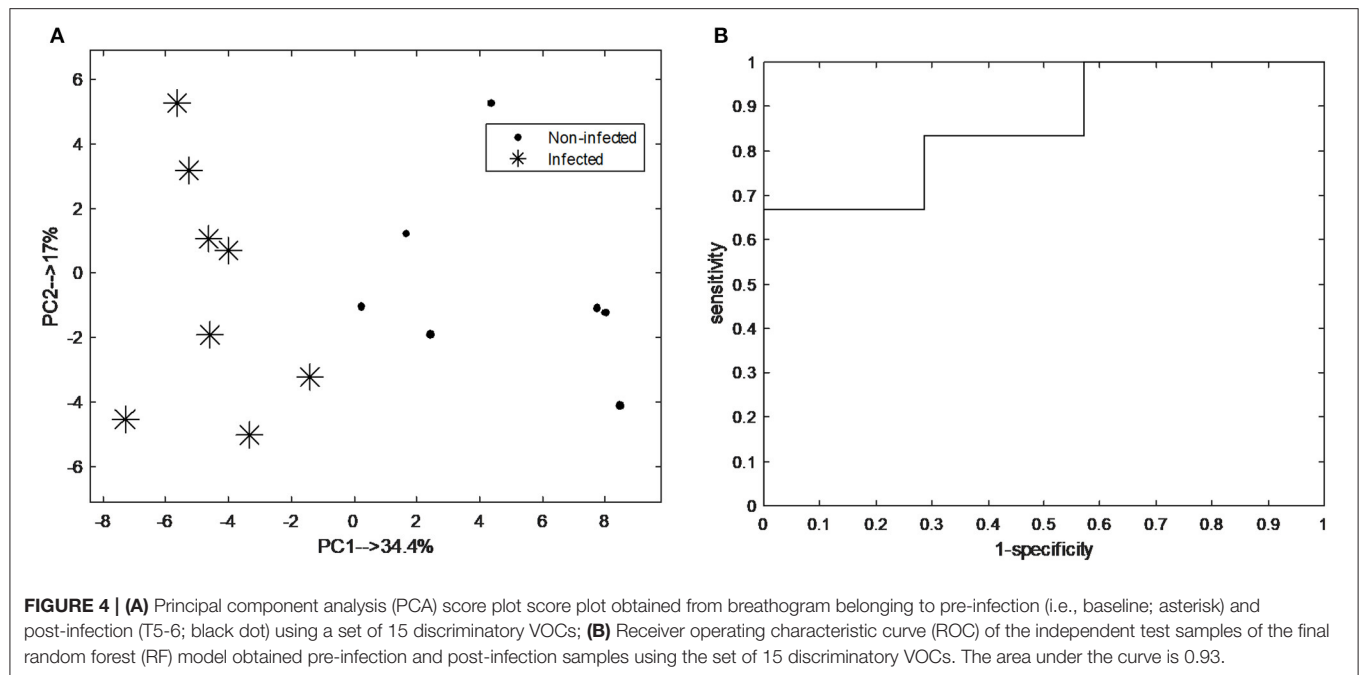 A
B
6
4
2
0
-2
-4
-6
PC2-->17%
Non-infected
Infected
-8 -6 -4 -2 0 2 4 6 8
PC1-->34.4%
1
0.9
0.8
0.7
0.6
0.5
0.4
0.3
0.2
0.1
0
sensitivity
0 0.1 0.2 0.3 0.4 0.5 0.6 0.7 0.8 0.9 1
1-specificity
FIGURE 4 | (A) Principal component analysis (PCA) score plot score plot obtained from breathogram belonging to pre-infection (i.e., baseline; asterisk) and
post-infection (T5-6; black dot) using a set of 15 discriminatory VOCs; (B) Receiver operating characteristic curve (ROC) of the independent test samples of the final
random forest (RF) model obtained pre-infection and post-infection samples using the set of 15 discriminatory VOCs. The area under the curve is 0.93.